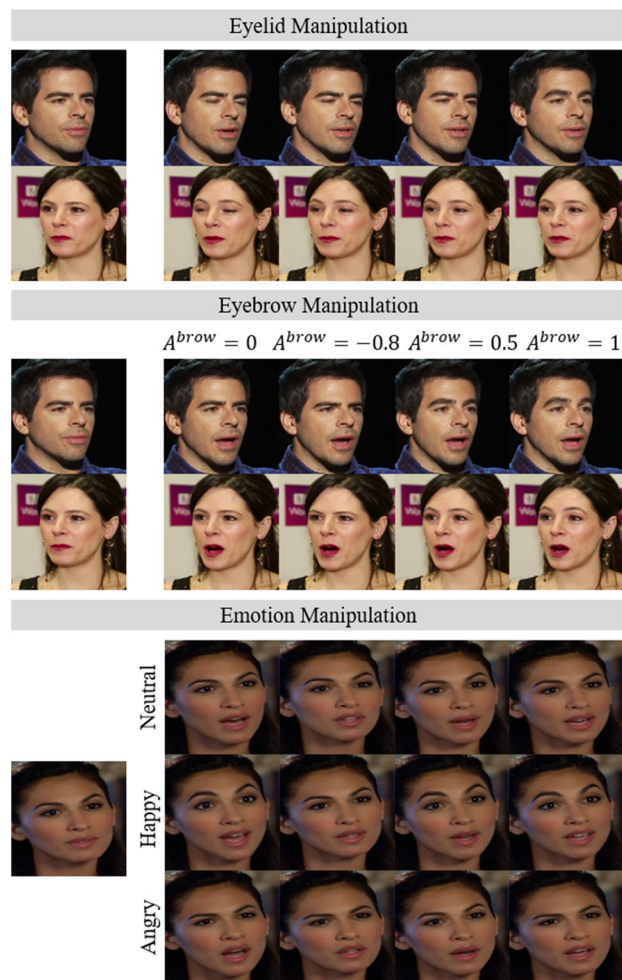 Eyelid Manipulation
Eyebrow Manipulation
A^{brow} = 0 A^{brow} = −0.8 A^{brow} = 0.5 A^{brow} = 1
Emotion Manipulation
Neutral
Happy
Angry